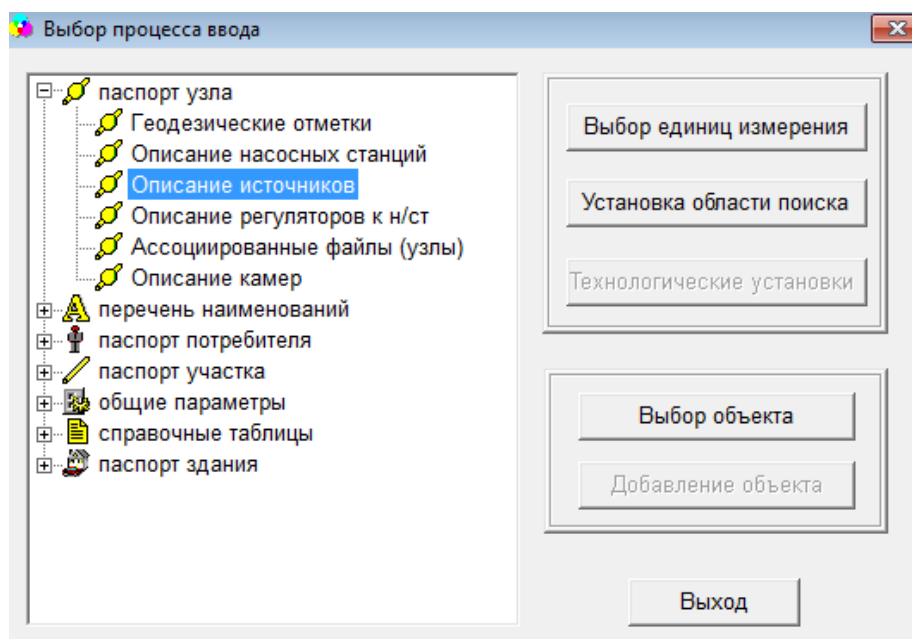 Выбор процесса ввода
паспорт узла
Геодезические отметки
Описание насосных станций
Описание источников
Описание регуляторов к н/ст
Ассоциированные файлы (узлы)
Описание камер
перечень наименований
паспорт потребителя
паспорт участка
общие параметры
справочные таблицы
паспорт здания
Выбор единиц измерения
Установка области поиска
Технологические установки
Выбор объекта
Добавление объекта
Выход